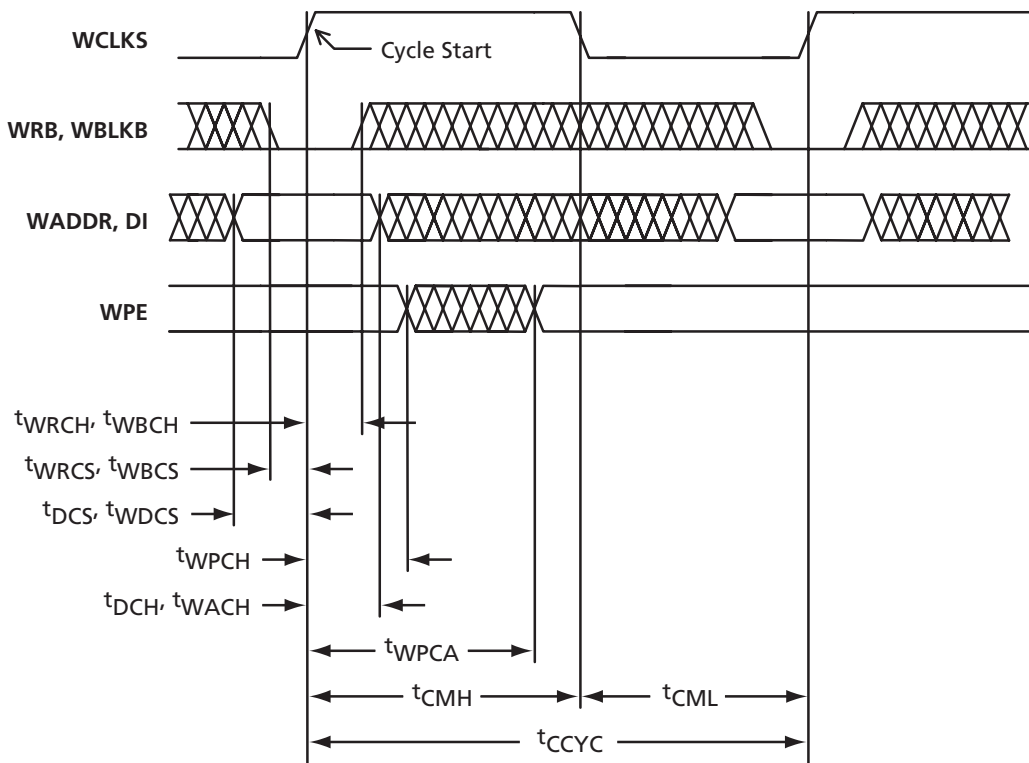 WCLKS
Cycle Start
WRB, WBLKB
WADDR, DI
WPE
tWRCH, tWBCH
tWRCS, tWBCS
tDCS, tWDCS
tWPCH
tDCH, tWACH
tWPCA
tCMH
tCML
tCCYC